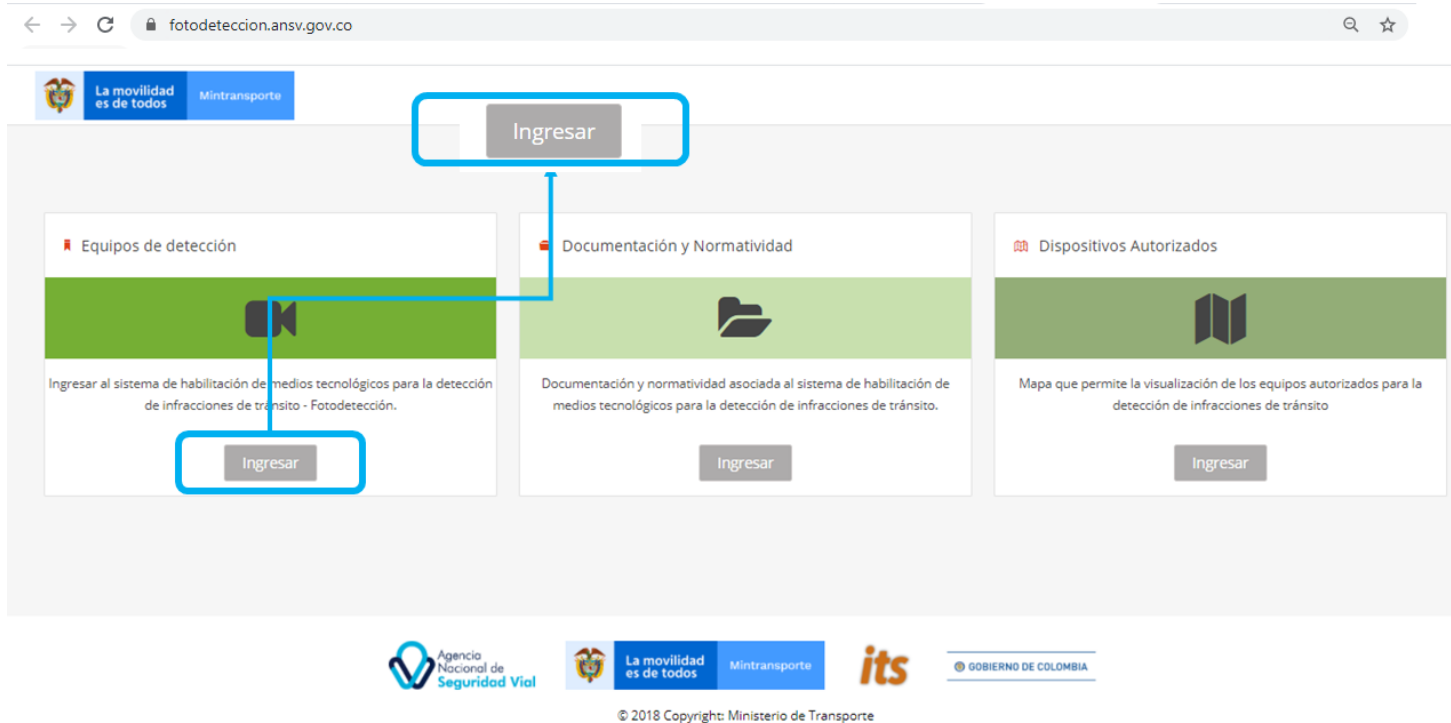 fotodeteccion.ansv.gov.co
La movilidad
es de todos
Mintransporte
Ingresar
Equipos de detección
Ingresar al sistema de habilitación de medios tecnológicos para la detección
de infracciones de tránsito - Fotodetección.
Ingresar
Documentación y Normatividad
Documentación y normatividad asociada al sistema de habilitación de
medios tecnológicos para la detección de infracciones de tránsito.
Ingresar
Dispositivos Autorizados
Mapa que permite la visualización de los equipos autorizados para la
detección de infracciones de tránsito
Ingresar
Agencia
Nacional de
Seguridad Vial
La movilidad
es de todos
Mintransporte
its
GOBIERNO DE COLOMBIA
© 2018 Copyright: Ministerio de Transporte